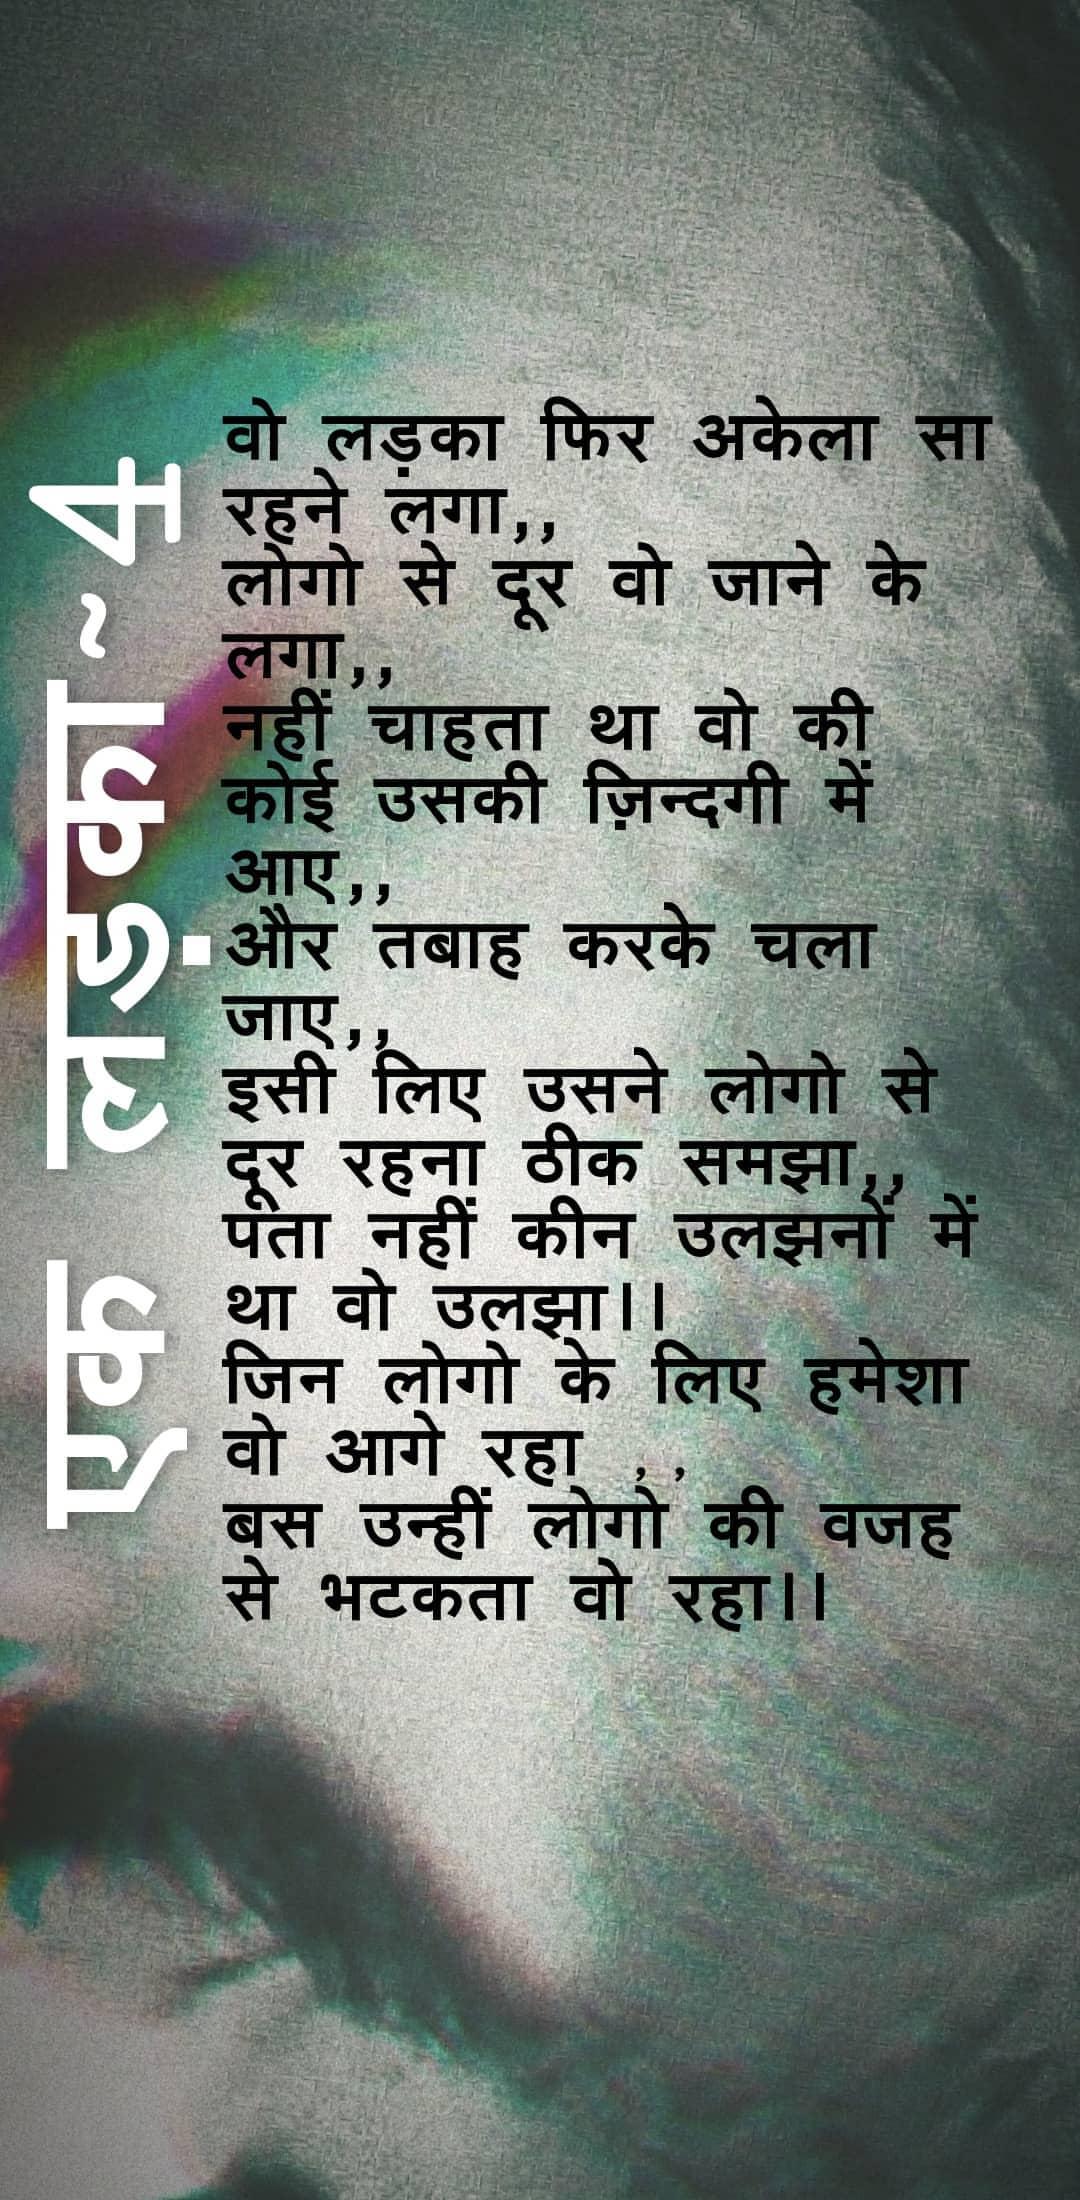 एक लड़का~4
वो लड़का फिर अकेला सा
रहने लगा,,
लोगो से दूर वो जाने के
लगा,,
नहीं चाहता था वो की
कोई उसकी ज़िन्दगी में
आए,,
और तबाह करके चला
जाए,,
इसी लिए उसने लोगो से
दूर रहना ठीक समझा,,
पता नहीं कीन उलझनों में
था वो उलझा।।
जिन लोगो के लिए हमेशा
वो आगे रहा ,,
बस उन्हीं लोगो की वजह
से भटकता वो रहा।।